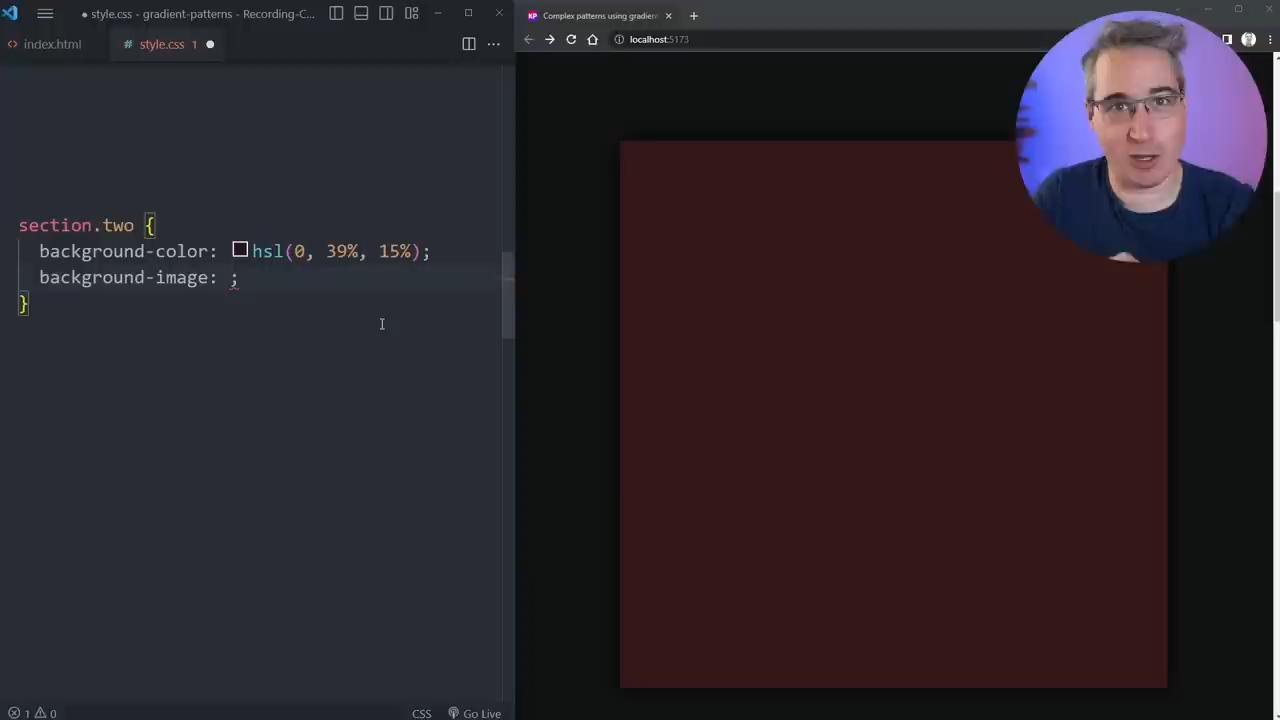 style.css - gradient-patterns - Recording-C...
KP Complex patterns using gradien
index.html
# style.css 1
localhost:5173
section.two {
background-color: hsl(0, 39%, 15%);
background-image: ;
}
1 0
CSS
Go Live